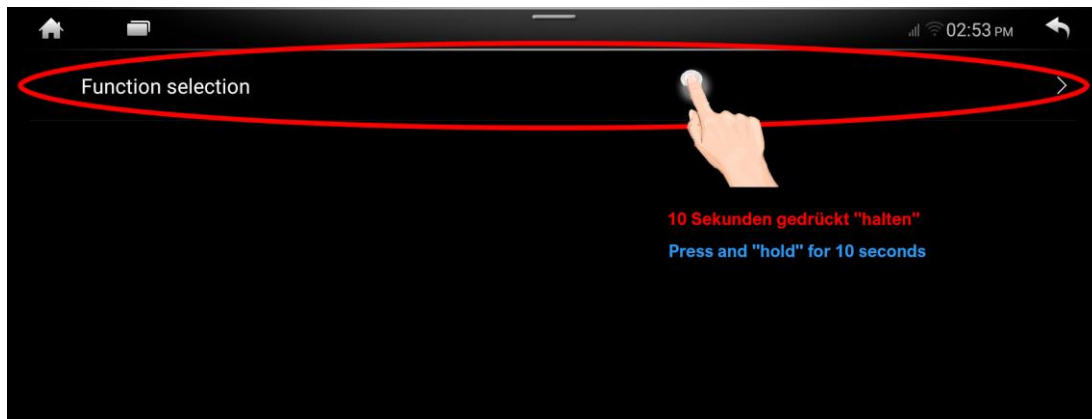 02:53 PM
Function selection
10 Sekunden gedrückt "halten"
Press and "hold" for 10 seconds